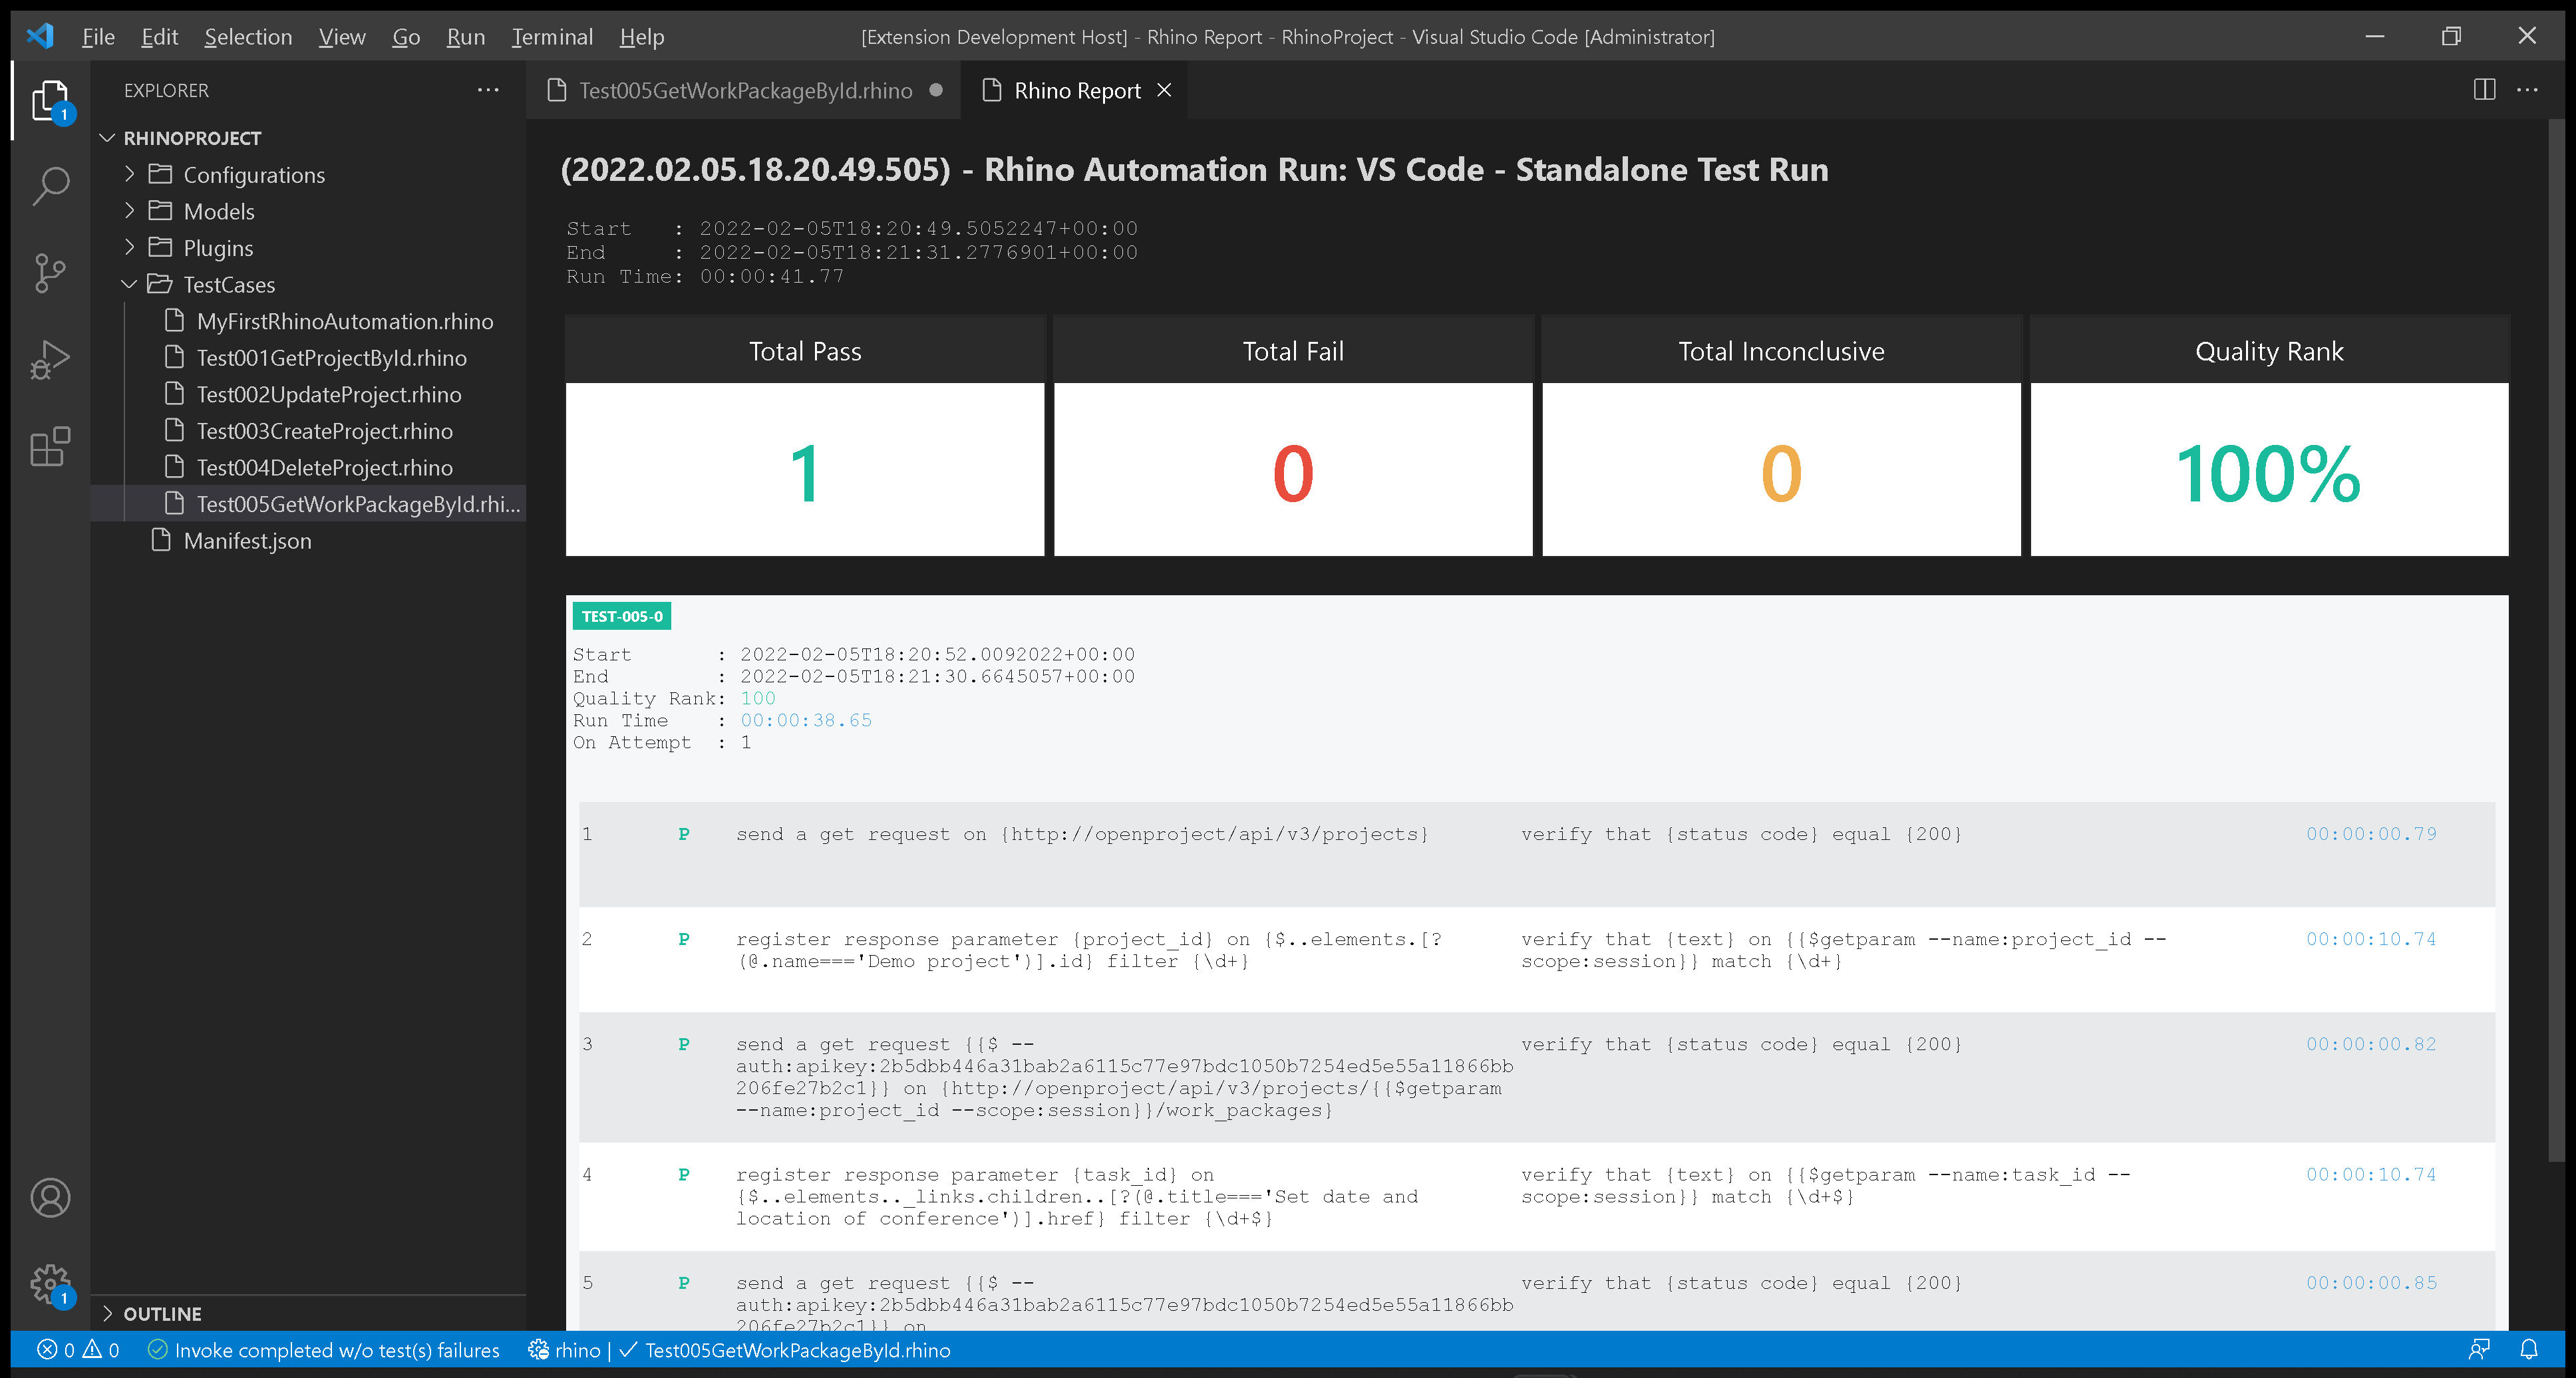 File Edit Selection View Go Run Terminal Help
[Extension Development Host] - Rhino Report - RhinoProject - Visual Studio Code [Administrator]
1
EXPLORER
RHINOPROJECT
Configurations
Models
Plugins
TestCases
MyFirstRhinoAutomation.rhino
Test001GetProjectById.rhino
Test002UpdateProject.rhino
Test003CreateProject.rhino
Test004DeleteProject.rhino
Test005GetWorkPackageById.rhi...
Manifest.json
OUTLINE
1
Test005GetWorkPackageById.rhino
Rhino Report
(2022.02.05.18.20.49.505) - Rhino Automation Run: VS Code - Standalone Test Run
Start : 2022-02-05T18:20:49.5052247+00:00
End : 2022-02-05T18:21:31.2776901+00:00
Run Time: 00:00:41.77
Total Pass Total Fail Total Inconclusive Quality Rank
1 0 0 100%
TEST-005-0
Start : 2022-02-05T18:20:52.0092022+00:00
End : 2022-02-05T18:21:30.6645057+00:00
Quality Rank: 100
Run Time : 00:00:38.65
On Attempt : 1
1 P send a get request on {http://openproject/api/v3/projects} verify that {status code} equal {200} 00:00:00.79
2 P register response parameter {project_id} on {$..elements.[? verify that {text} on {{$getparam --name:project_id -- 00:00:10.74
(@.name==='Demo project')].id} filter {\d+} scope:session}} match {\d+}
3 P send a get request {{$ -- verify that {status code} equal {200} 00:00:00.82
auth:apikey:2b5dbb446a31bab2a6115c77e97bdc1050b7254ed5e55a11866bb
206fe27b2c1}} on {http://openproject/api/v3/projects/{{$getparam
--name:project_id --scope:session}}/work_packages}
4 P register response parameter {task_id} on verify that {text} on {{$getparam --name:task_id -- 00:00:10.74
{$..elements.._links.children..[?(@.title==='Set date and scope:session}} match {\d+$}
location of conference')].href} filter {\d+$}
5 P send a get request {{$ -- verify that {status code} equal {200} 00:00:00.85
auth:apikey:2b5dbb446a31bab2a6115c77e97bdc1050b7254ed5e55a11866bb
206fe27b2c1}} on
0 0 Invoke completed w/o test(s) failures rhino | ✓ Test005GetWorkPackageById.rhino